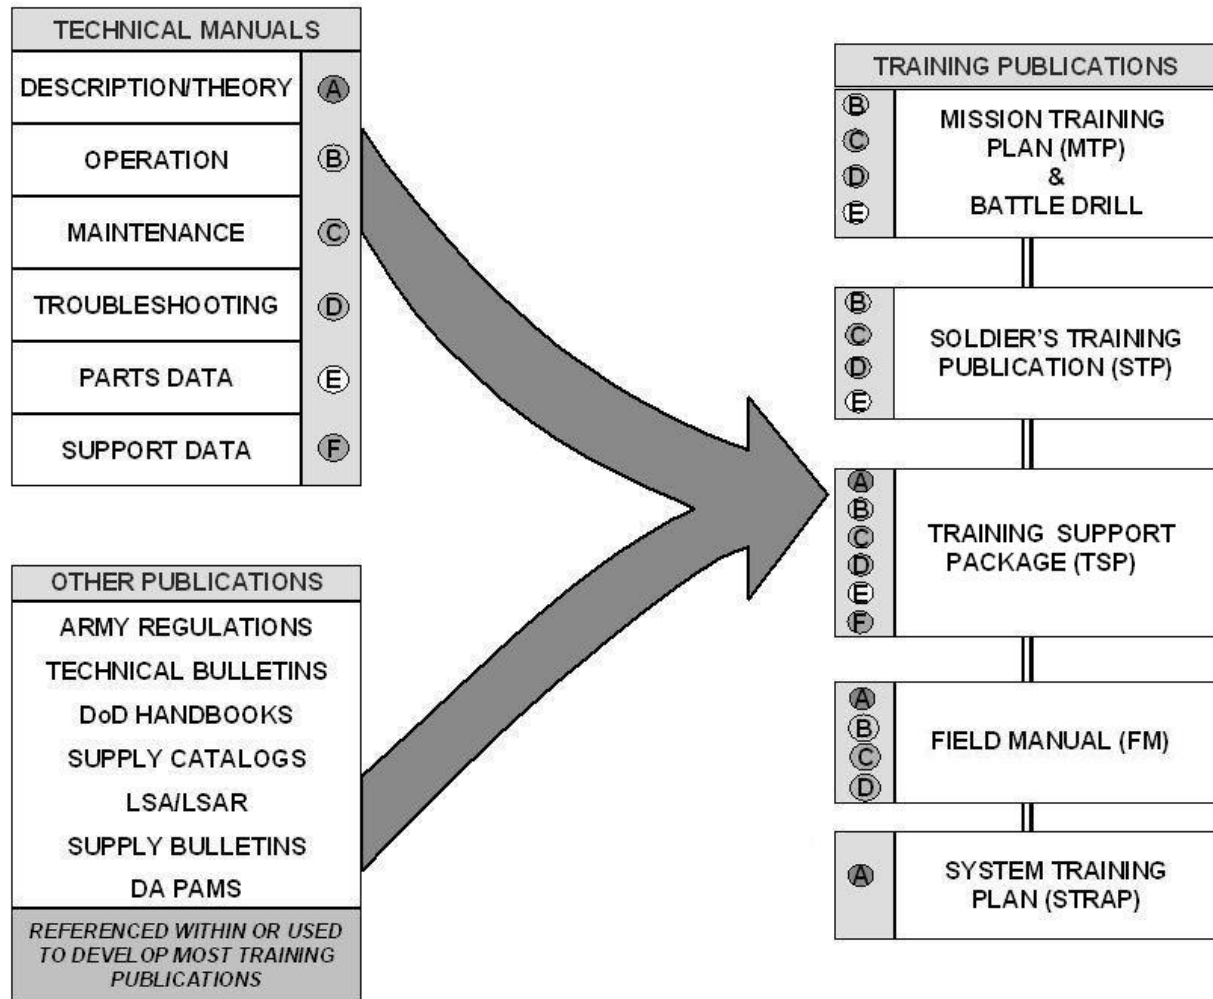 TECHNICAL MANUALS
DESCRIPTION/THEORY A
OPERATION B
MAINTENANCE C
TROUBLESHOOTING D
PARTS DATA E
SUPPORT DATA F
OTHER PUBLICATIONS
ARMY REGULATIONS
TECHNICAL BULLETINS
DoD HANDBOOKS
SUPPLY CATALOGS
LSA/LSAR
SUPPLY BULLETINS
DA PAMS
REFERENCED WITHIN OR USED
TO DEVELOP MOST TRAINING
PUBLICATIONS
TRAINING PUBLICATIONS
B
C
D
E
MISSION TRAINING
PLAN (MTP)
&
BATTLE DRILL
B
C
D
E
SOLDIER'S TRAINING
PUBLICATION (STP)
A
B
C
D
E
F
TRAINING SUPPORT
PACKAGE (TSP)
A
B
C
D
FIELD MANUAL (FM)
A
SYSTEM TRAINING
PLAN (STRAP)